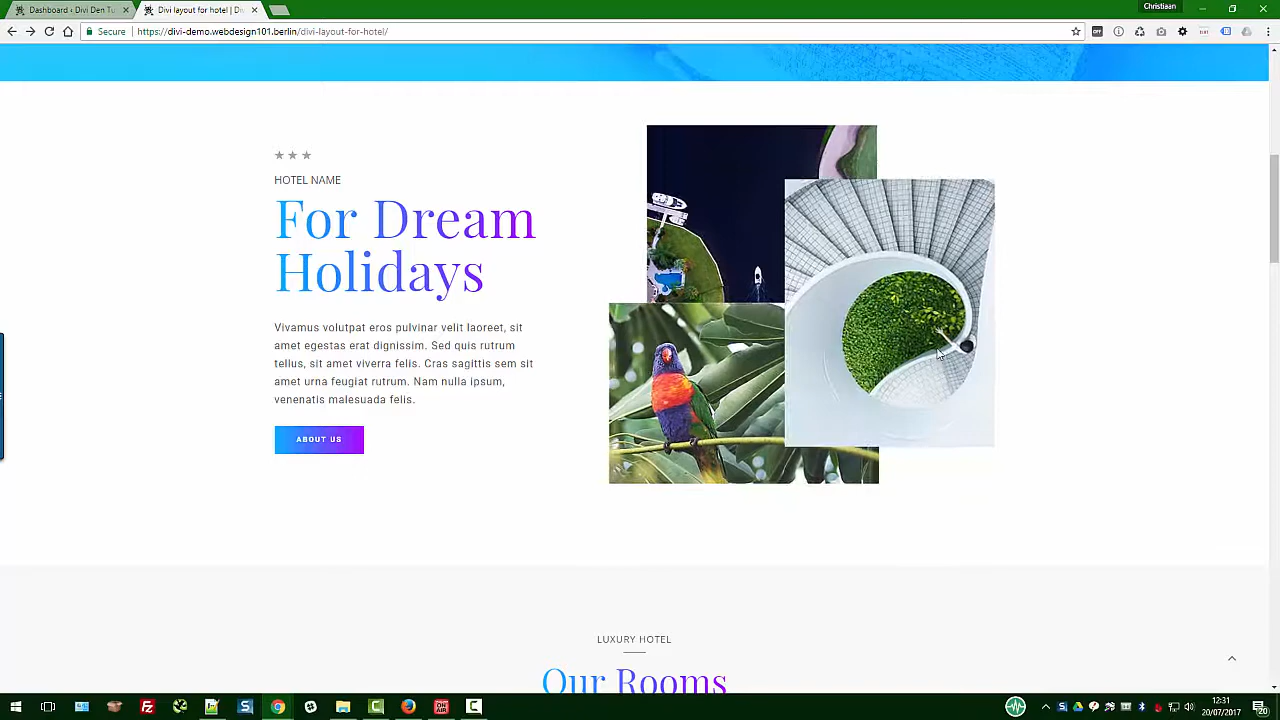 Dashboard ‹ Divi Den Tu
Divi layout for hotel | Div
Christiaan
Secure
https://divi-demo.webdesign101.berlin/divi-layout-for-hotel/
HOTEL NAME
For Dream
Holidays
Vivamus volutpat eros pulvinar velit laoreet, sit
amet egestas erat dignissim. Sed quis rutrum
tellus, sit amet viverra felis. Cras sagittis sem sit
amet urna feugiat rutrum. Nam nulla ipsum,
venenatis malesuada felis.
ABOUT US
LUXURY HOTEL
Our Rooms
12:31
20/07/2017
20